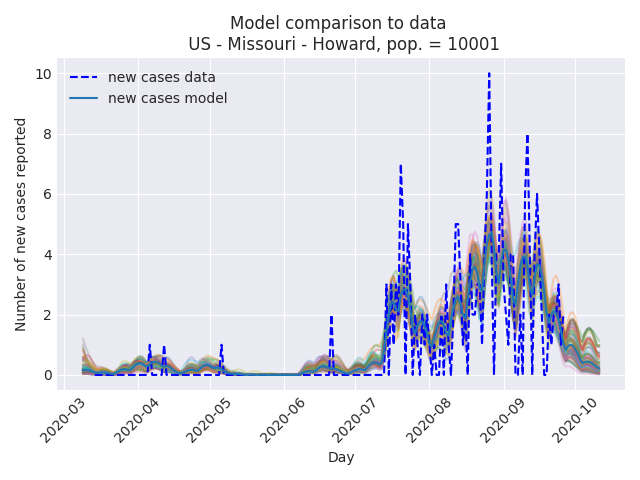 Model comparison to data
US - Missouri - Howard, pop. = 10001
new cases data
new cases model
Number of new cases reported
10
8
6
4
2
0
2020-03
2020-04
2020-05
2020-06
2020-07
2020-08
2020-09
2020-10
Day